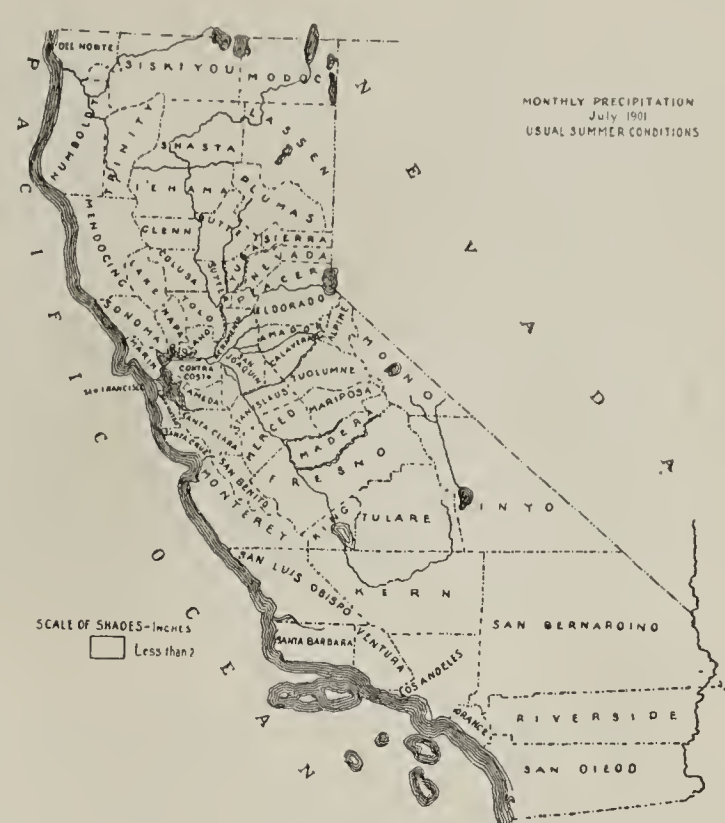 MONTHLY PRECIPITATION
July 1901
USUAL SUMMER CONDITIONS
DEL NORTE
SISKIYOU
MODOC
HUMBOLDT
TRINITY
SHASTA
LASSEN
TEHAMA
PLUMAS
MENDOCINO
GLENN
BUTTE
SIERRA
NEVADA
LAKE
COLUSA
SUTTER
YUBA
PLACER
SONOMA
NAPA
YOLO
ELDORADO
AMADOR
ALPINE
MARIN
CALAVERAS
MONO
SAN FRANCISCO
CONTRA
COSTA
SAN
JOAQUIN
TUOLUMNE
AMEDA
STANISLAUS
MARIPOSA
SANTA CLARA
MERCED
MADERA
SANTA CRUZ
SAN BENITO
FRESNO
MONTEREY
KING
TULARE
INYO
SAN LUIS OBISPO
KERN
SAN BERNARDINO
SANTA BARBARA
VENTURA
LOS ANGELES
ORANGE
RIVERSIDE
SAN DIEGO
PACIFIC OCEAN
NEVADA
SCALE OF SHADES-INCHES
Less than 2